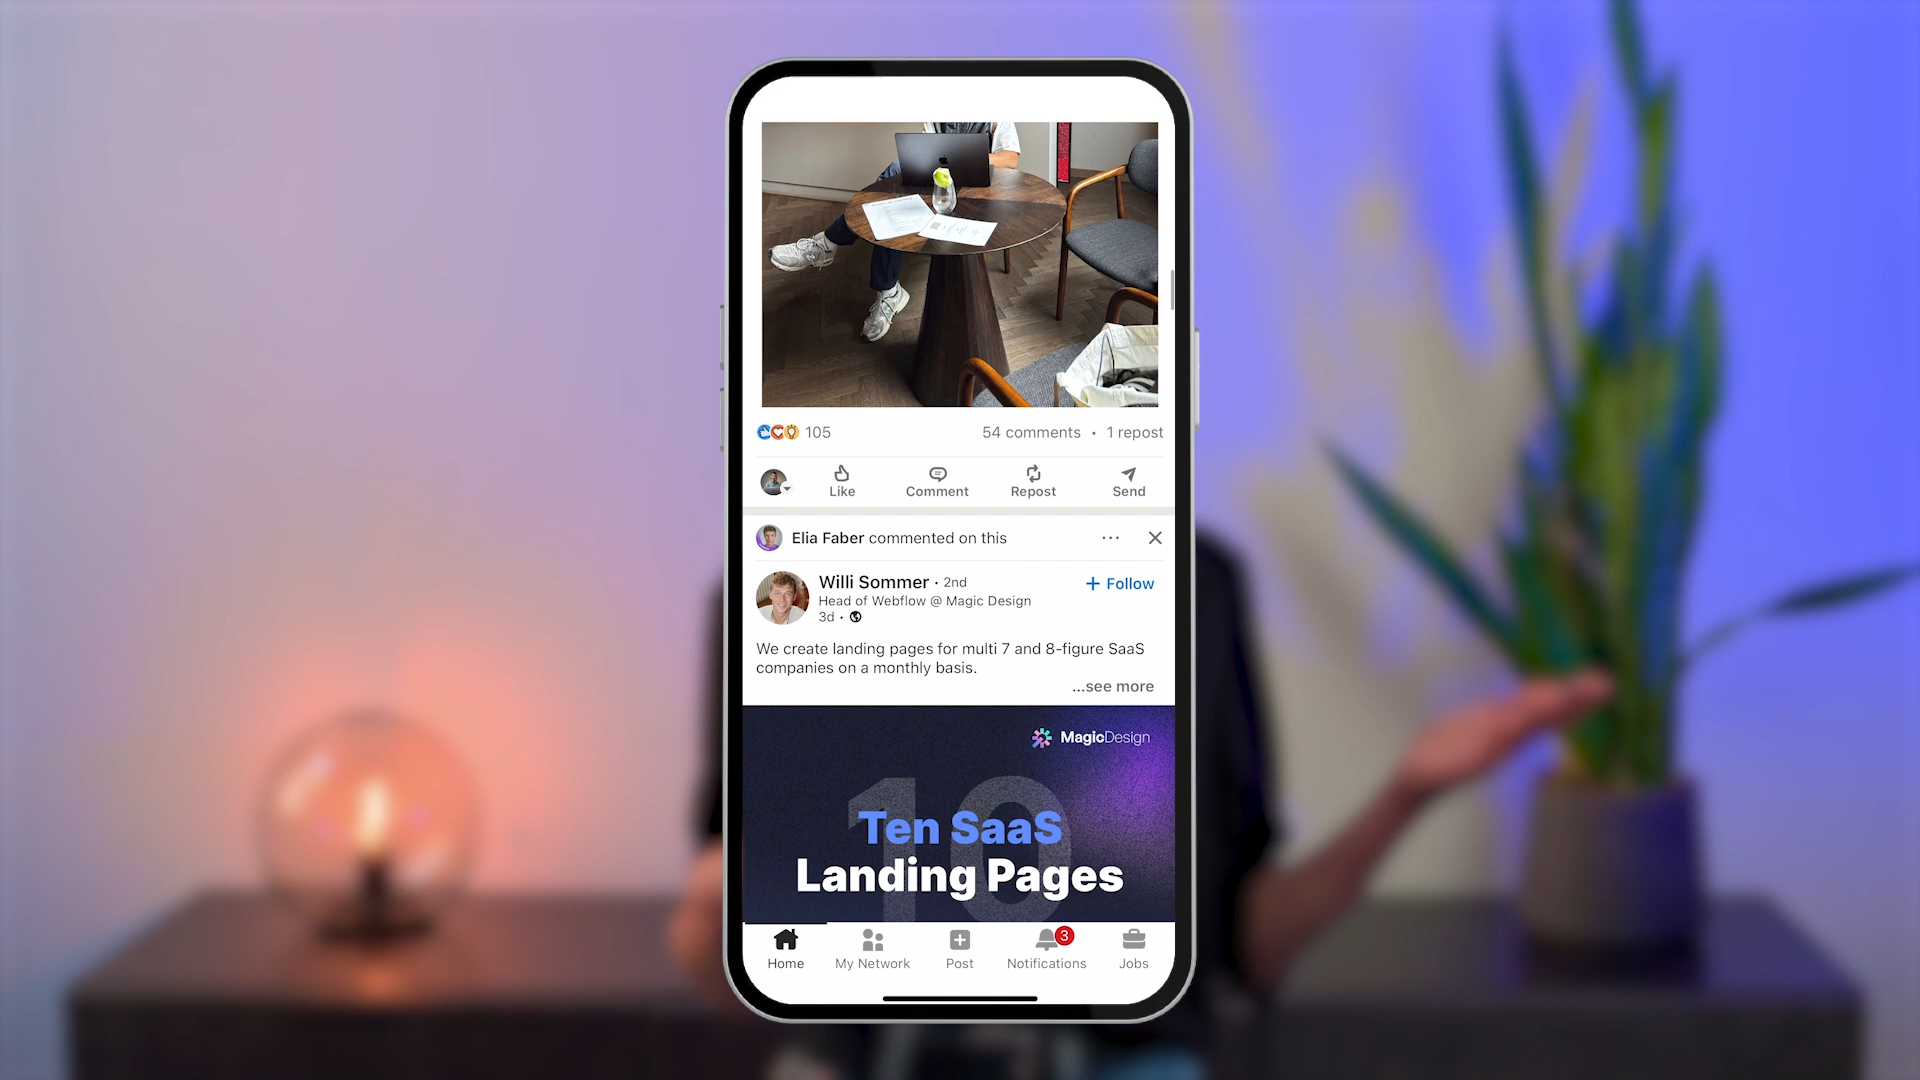 105
54 comments • 1 repost
Like
Comment
Repost
Send
Elia Faber commented on this
Willi Sommer • 2nd
+ Follow
Head of Webflow @ Magic Design
3d •
We create landing pages for multi 7 and 8-figure SaaS
companies on a monthly basis.
...see more
MagicDesign
10
Ten SaaS
Landing Pages
3
Home
My Network
Post
Notifications
Jobs